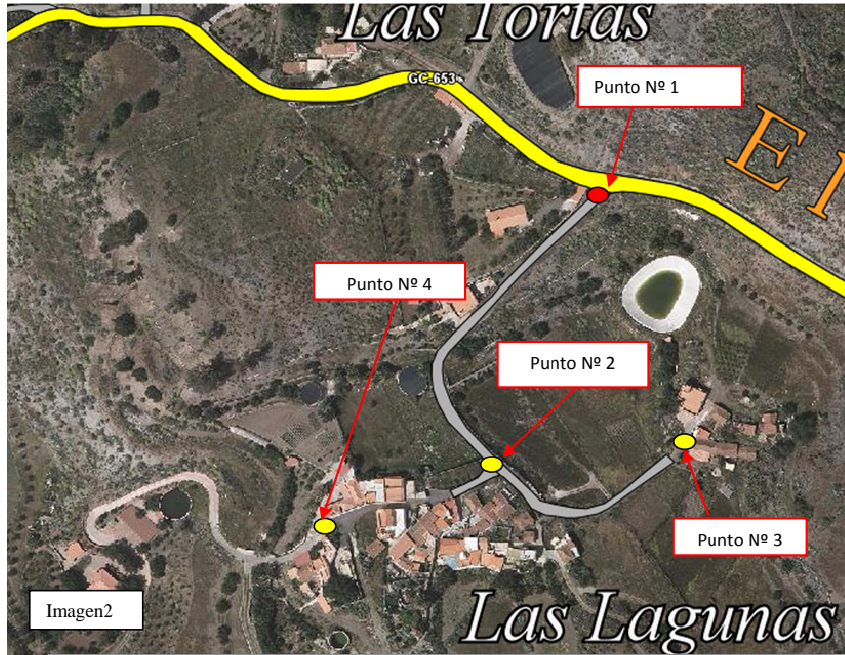 Las Tortas
GC-653
Punto Nº 1
El
Punto Nº 4
Punto Nº 2
Punto Nº 3
Imagen2
Las Lagunas